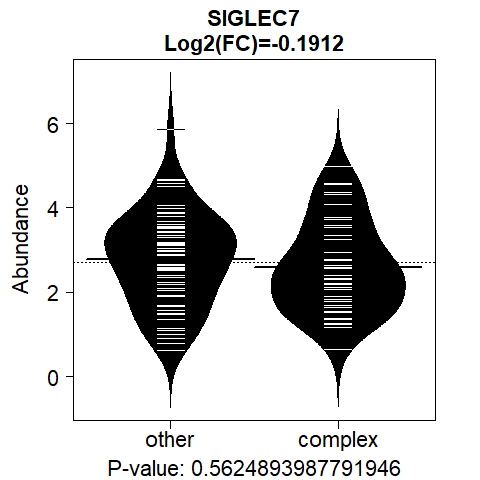 SIGLEC7
Log2(FC)=-0.1912
Abundance
6
4
2
0
other
complex
P-value: 0.5624893987791946